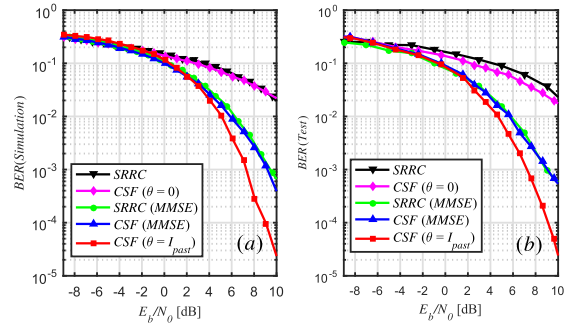 10^0
10^-1
10^-2
10^-3
10^-4
10^-5
BER(Simulation)
SRRC
CSF (θ = 0)
SRRC (MMSE)
CSF (MMSE)
CSF (θ = I_past)
(a)
-8 -6 -4 -2 0 2 4 6 8 10
E_b/N_0 [dB]
10^0
10^-1
10^-2
10^-3
10^-4
10^-5
BER(Test)
SRRC
CSF (θ = 0)
SRRC (MMSE)
CSF (MMSE)
CSF (θ = I_past)
(b)
-8 -6 -4 -2 0 2 4 6 8 10
E_b/N_0 [dB]